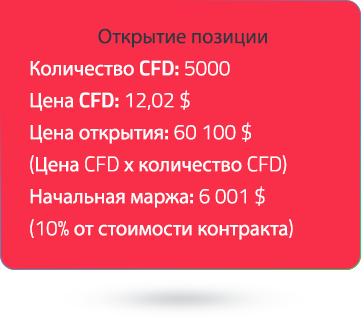 Открытие позиции
Количество CFD: 5000
Цена CFD: 12,02 $
Цена открытия: 60 100 $
(Цена CFD x количество CFD)
Начальная маржа: 6 001 $
(10% от стоимости контракта)